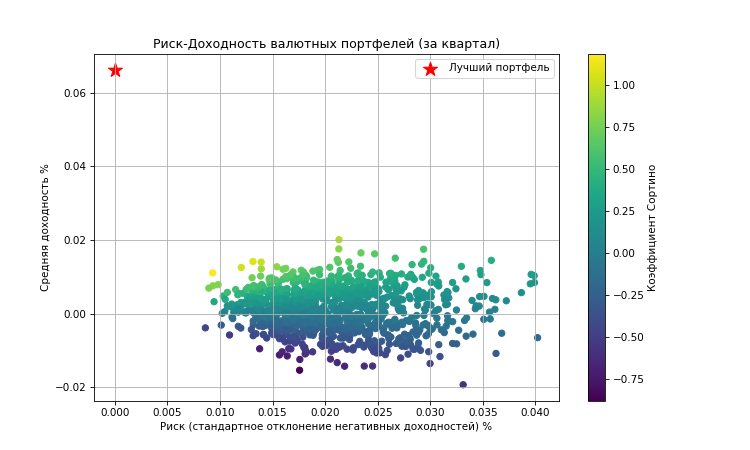 Риск-Доходность валютных портфелей (за квартал)
Лучший портфель
Средняя доходность %
0.06
0.04
0.02
0.00
−0.02
0.000 0.005 0.010 0.015 0.020 0.025 0.030 0.035 0.040
Риск (стандартное отклонение негативных доходностей) %
1.00
0.75
0.50
0.25
0.00
−0.25
−0.50
−0.75
Коэффициент Сортино